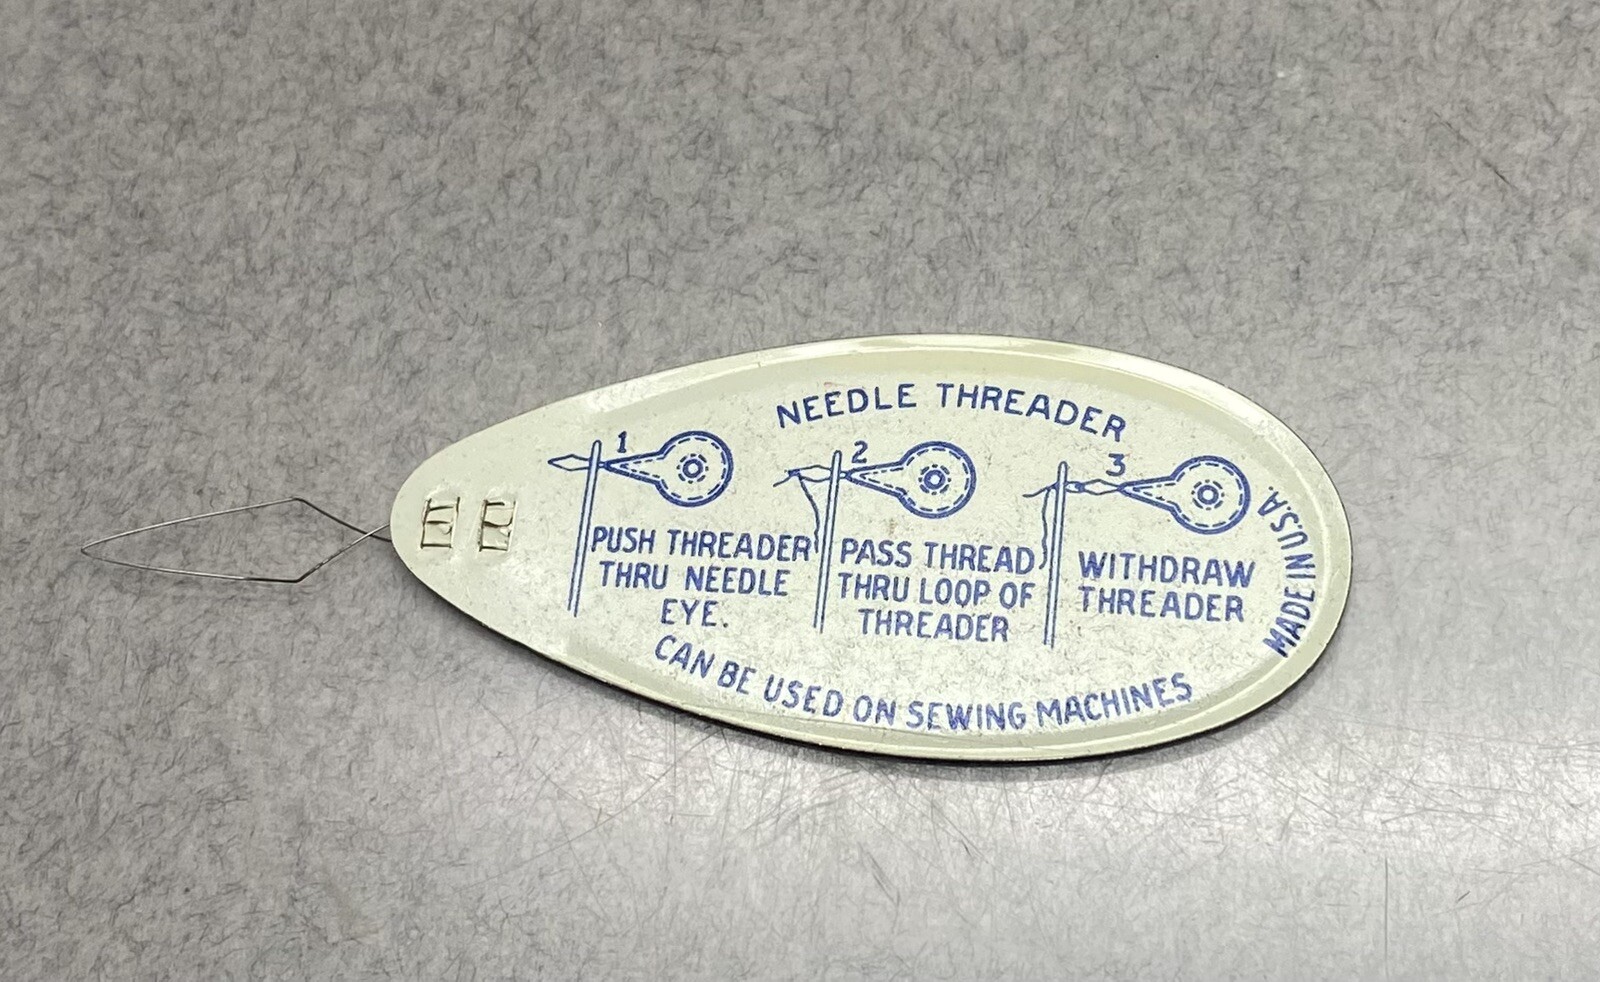 NEEDLE THREADER
1
PUSH THREADER
THRU NEEDLE
EYE.
2
PASS THREAD
THRU LOOP OF
THREADER
3
WITHDRAW
THREADER
CAN BE USED ON SEWING MACHINES
MADE IN U.S.A.